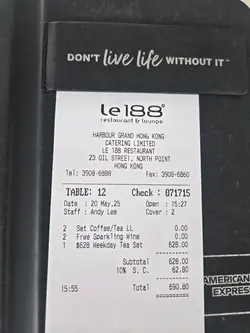 DON'T live life WITHOUT IT™
Le188°
restaurant & lounge
HARBOUR GRAND HONG KONG
CATERING LIMITED
LE 188 RESTAURANT
23 OIL STREET, NORTH POINT
HONG KONG
Tel: 3908-6888 Fax: 3908-6860
TABLE: 12 Check : 071715
Date : 20 May,25 Open : 15:27
Staff : Andy Lee Cover : 2
2 Set Coffee/Tea LL 0.00
2 Free Sparkling Wine 0.00
1 $628 Weekday Tea Set 628.00
Subtotal 628.00
10% S. C. 62.80
15:55 Total 690.80
AMERICAN
EXPRESS